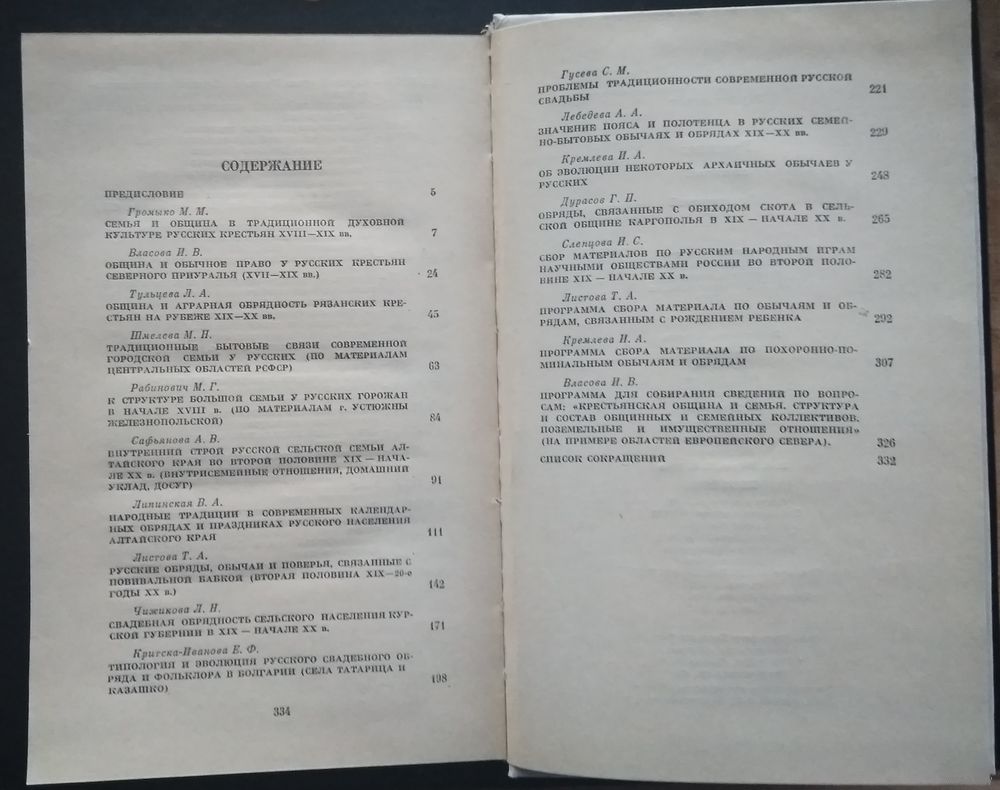 СОДЕРЖАНИЕ
ПРЕДИСЛОВИЕ 5
Громыко М. М.
СЕМЬЯ И ОБЩИНА В ТРАДИЦИОННОЙ ДУХОВНОЙ
КУЛЬТУРЕ РУССКИХ КРЕСТЬЯН XVIII—XIX вв. 7
Власова И. В.
ОБЩИНА И ОБЫЧНОЕ ПРАВО У РУССКИХ КРЕСТЬЯН
СЕВЕРНОГО ПРИУРАЛЬЯ (XVII—XIX вв.) 24
Тульцева Л. А.
ОБЩИНА И АГРАРНАЯ ОБРЯДНОСТЬ РЯЗАНСКИХ КРЕ-
СТЬЯН НА РУБЕЖЕ XIX—XX вв. 45
Шмелева М. Н.
ТРАДИЦИОННЫЕ БЫТОВЫЕ СВЯЗИ СОВРЕМЕННОЙ
ГОРОДСКОЙ СЕМЬИ У РУССКИХ (ПО МАТЕРИАЛАМ
ЦЕНТРАЛЬНЫХ ОБЛАСТЕЙ РСФСР) 63
Рабинович М. Г.
К СТРУКТУРЕ БОЛЬШОЙ СЕМЬИ У РУССКИХ ГОРОЖАН
В НАЧАЛЕ XVIII в. (ПО МАТЕРИАЛАМ г. УСТЮЖНЫ
ЖЕЛЕЗНОПОЛЬСКОЙ) 84
Сафьянова А. В.
ВНУТРЕННИЙ СТРОЙ РУССКОЙ СЕЛЬСКОЙ СЕМЬИ АЛ-
ТАЙСКОГО КРАЯ ВО ВТОРОЙ ПОЛОВИНЕ XIX — НАЧА-
ЛЕ XX в. (ВНУТРИСЕМЕЙНЫЕ ОТНОШЕНИЯ, ДОМАШНИЙ
УКЛАД, ДОСУГ) 91
Липинская В. А.
НАРОДНЫЕ ТРАДИЦИИ В СОВРЕМЕННЫХ КАЛЕНДАР-
НЫХ ОБРЯДАХ И ПРАЗДНИКАХ РУССКОГО НАСЕЛЕНИЯ
АЛТАЙСКОГО КРАЯ 111
Листова Т. А.
РУССКИЕ ОБРЯДЫ, ОБЫЧАИ И ПОВЕРЬЯ, СВЯЗАННЫЕ С
ПОВИВАЛЬНОЙ БАБКОЙ (ВТОРАЯ ПОЛОВИНА XIX—20-е
ГОДЫ XX в.) 142
Чижикова Л. Н.
СВАДЕБНАЯ ОБРЯДНОСТЬ СЕЛЬСКОГО НАСЕЛЕНИЯ КУР-
СКОЙ ГУБЕРНИИ В XIX — НАЧАЛЕ XX в. 171
Кригска-Иванова Е. Ф.
ТИПОЛОГИЯ И ЭВОЛЮЦИЯ РУССКОГО СВАДЕБНОГО ОБ-
РЯДА И ФОЛЬКЛОРА В БОЛГАРИИ (СЕЛА ТАТАРИЦА И
КАЗАШКО) 198
334
Гусева С. М.
ПРОБЛЕМЫ ТРАДИЦИОННОСТИ СОВРЕМЕННОЙ РУССКОЙ
СВАДЬБЫ 221
Лебедева А. А.
ЗНАЧЕНИЕ ПОЯСА И ПОЛОТЕНЦА В РУССКИХ СЕМЕЙ-
НО-БЫТОВЫХ ОБЫЧАЯХ И ОБРЯДАХ XIX—XX вв. 229
Кремлева И. А.
ОБ ЭВОЛЮЦИИ НЕКОТОРЫХ АРХАИЧНЫХ ОБЫЧАЕВ У
РУССКИХ 248
Дурасов Г. П.
ОБРЯДЫ, СВЯЗАННЫЕ С ОБИХОДОМ СКОТА В СЕЛЬ-
СКОЙ ОБЩИНЕ КАРГОПОЛЬЯ В XIX — НАЧАЛЕ XX в. 265
Слепцова И. С.
СБОР МАТЕРИАЛОВ ПО РУССКИМ НАРОДНЫМ ИГРАМ
НАУЧНЫМИ ОБЩЕСТВАМИ РОССИИ ВО ВТОРОЙ ПОЛО-
ВИНЕ XIX — НАЧАЛЕ XX в. 282
Листова Т. А.
ПРОГРАММА СБОРА МАТЕРИАЛА ПО ОБЫЧАЯМ И ОБ-
РЯДАМ, СВЯЗАННЫМ С РОЖДЕНИЕМ РЕБЕНКА 292
Кремлева И. А.
ПРОГРАММА СБОРА МАТЕРИАЛА ПО ПОХОРОННО-ПО-
МИНАЛЬНЫМ ОБЫЧАЯМ И ОБРЯДАМ 307
Власова И. В.
ПРОГРАММА ДЛЯ СОБИРАНИЯ СВЕДЕНИЙ ПО ВОПРО-
САМ: «КРЕСТЬЯНСКАЯ ОБЩИНА И СЕМЬЯ. СТРУКТУРА
И СОСТАВ ОБЩИННЫХ И СЕМЕЙНЫХ КОЛЛЕКТИВОВ.
ПОЗЕМЕЛЬНЫЕ И ИМУЩЕСТВЕННЫЕ ОТНОШЕНИЯ»
(НА ПРИМЕРЕ ОБЛАСТЕЙ ЕВРОПЕЙСКОГО СЕВЕРА). 326
СПИСОК СОКРАЩЕНИЙ 332